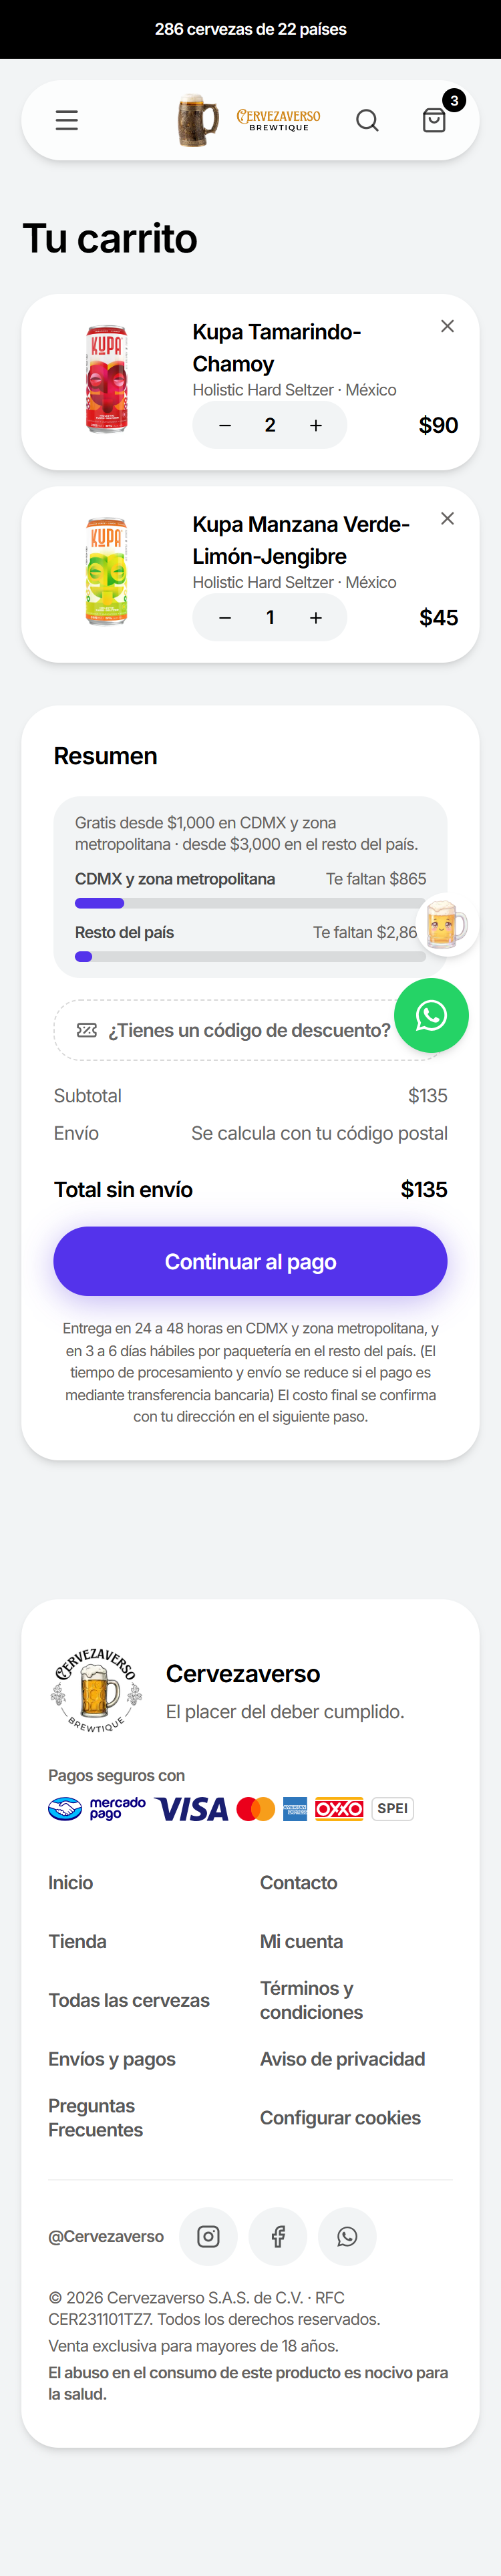 286 cervezas de 22 países
CERVEZAVERSO
BREWTIQUE
3
Tu carrito
KUPA
Kupa Tamarindo-
Chamoy
Holistic Hard Seltzer · México
2
$90
KUPA
Kupa Manzana Verde-
Limón-Jengibre
Holistic Hard Seltzer · México
1
$45
Resumen
Gratis desde $1,000 en CDMX y zona
metropolitana · desde $3,000 en el resto del país.
CDMX y zona metropolitana Te faltan $865
Resto del país Te faltan $2,86
¿Tienes un código de descuento?
Subtotal $135
Envío Se calcula con tu código postal
Total sin envío $135
Continuar al pago
Entrega en 24 a 48 horas en CDMX y zona metropolitana, y
en 3 a 6 días hábiles por paquetería en el resto del país. (El
tiempo de procesamiento y envío se reduce si el pago es
mediante transferencia bancaria) El costo final se confirma
con tu dirección en el siguiente paso.
CERVEZAVERSO
BREWTIQUE
Cervezaverso
El placer del deber cumplido.
Pagos seguros con
mercado
pago
VISA
AMERICAN
EXPRESS
OXXO
SPEI
Inicio
Contacto
Tienda
Mi cuenta
Todas las cervezas
Términos y
condiciones
Envíos y pagos
Aviso de privacidad
Preguntas
Frecuentes
Configurar cookies
@Cervezaverso
© 2026 Cervezaverso S.A.S. de C.V. · RFC
CER231101TZ7. Todos los derechos reservados.
Venta exclusiva para mayores de 18 años.
El abuso en el consumo de este producto es nocivo para
la salud.